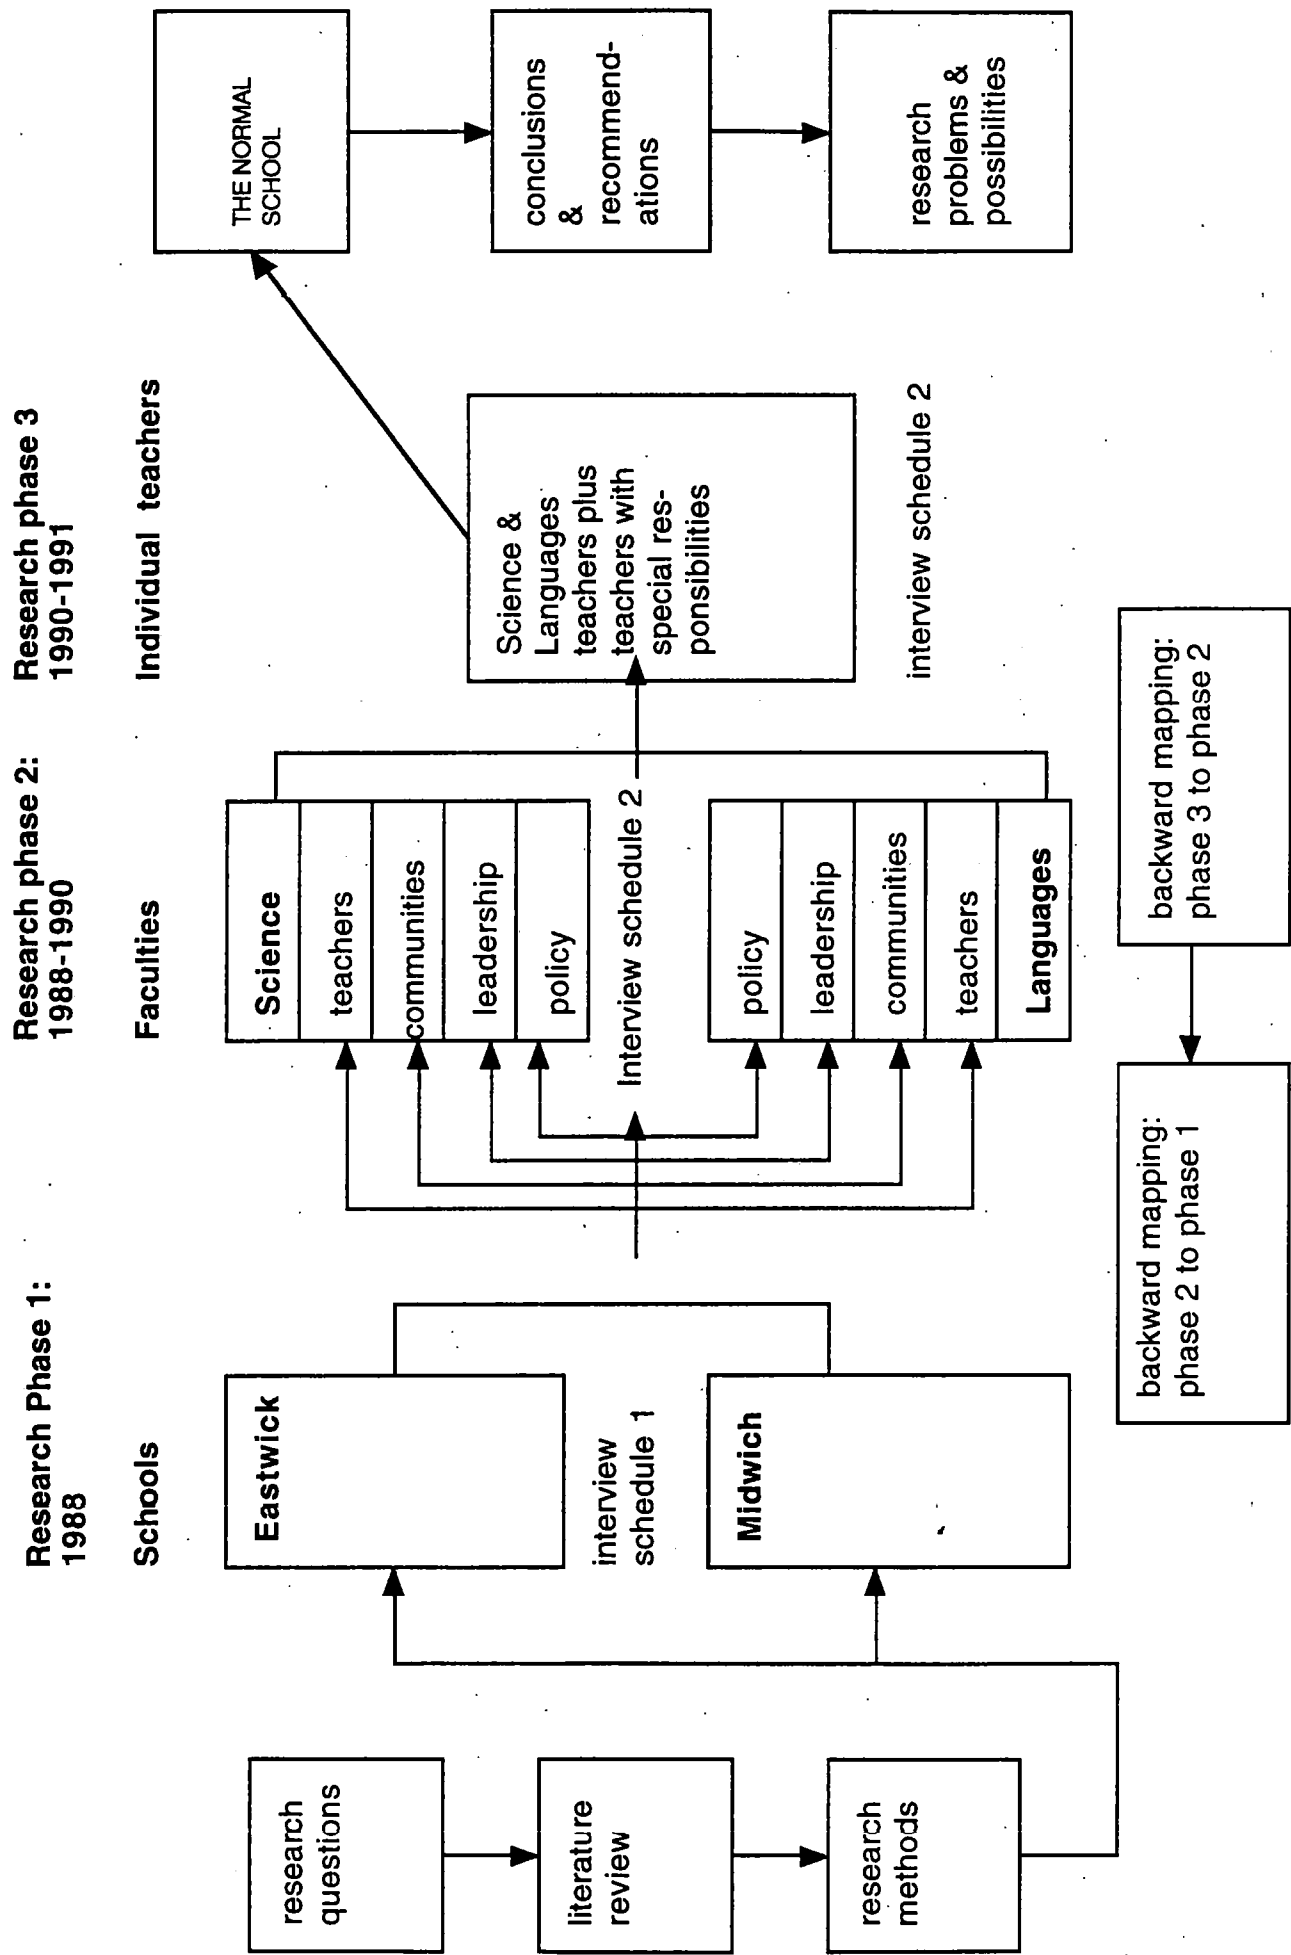 Research Phase 1:
1988
Research phase 2:
1988-1990
Research phase 3
1990-1991
Schools
Faculties
Individual teachers
research
questions
literature
review
research
methods
Eastwick
interview
schedule 1
Midwich
Science
teachers
communities
leadership
policy
Interview schedule 2
policy
leadership
communities
teachers
Languages
Science &
Languages
teachers plus
teachers with
special res-
ponsibilities
interview schedule 2
THE NORMAL
SCHOOL
conclusions
&
recommend-
ations
research
problems &
possibilities
backward mapping:
phase 2 to phase 1
backward mapping:
phase 3 to phase 2